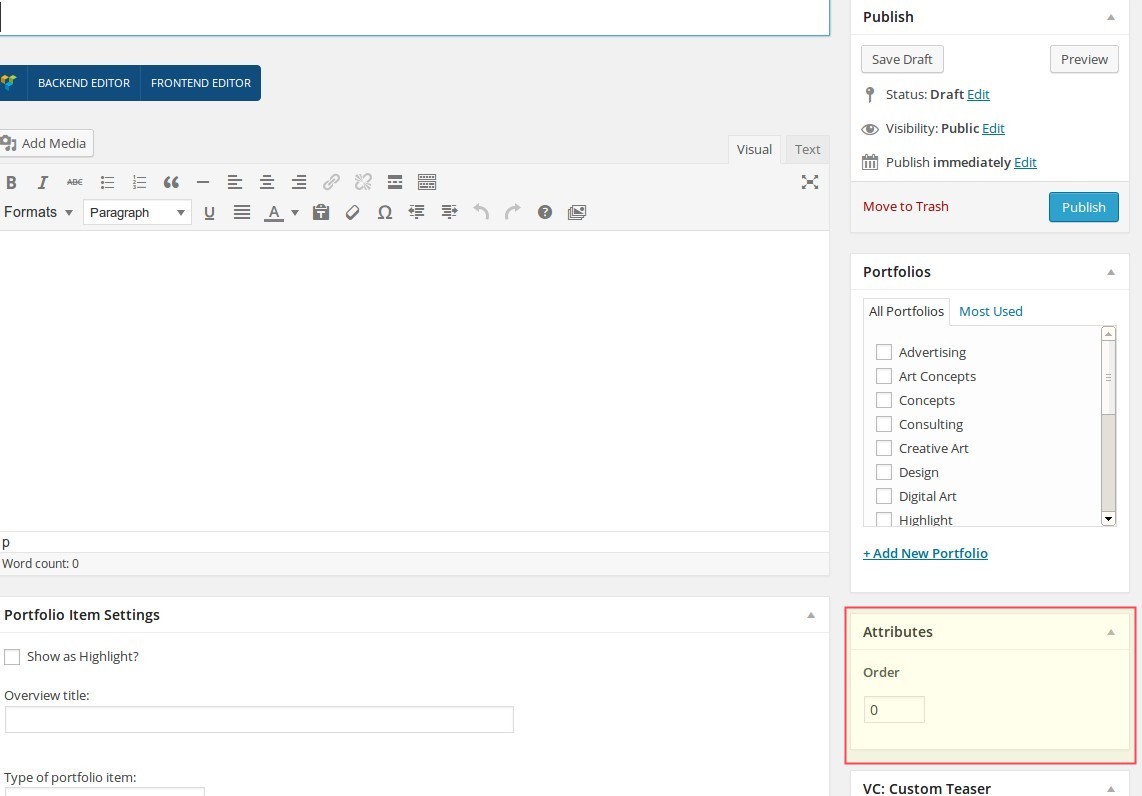 BACKEND EDITOR FRONTEND EDITOR
Add Media
Visual Text
B I ABC
Formats Paragraph U A Ω
p
Word count: 0
Portfolio Item Settings
Show as Highlight?
Overview title:
Type of portfolio item:
Publish
Save Draft Preview
Status: Draft Edit
Visibility: Public Edit
Publish immediately Edit
Move to Trash Publish
Portfolios
All Portfolios Most Used
Advertising
Art Concepts
Concepts
Consulting
Creative Art
Design
Digital Art
Highlight
+ Add New Portfolio
Attributes
Order
0
VC: Custom Teaser